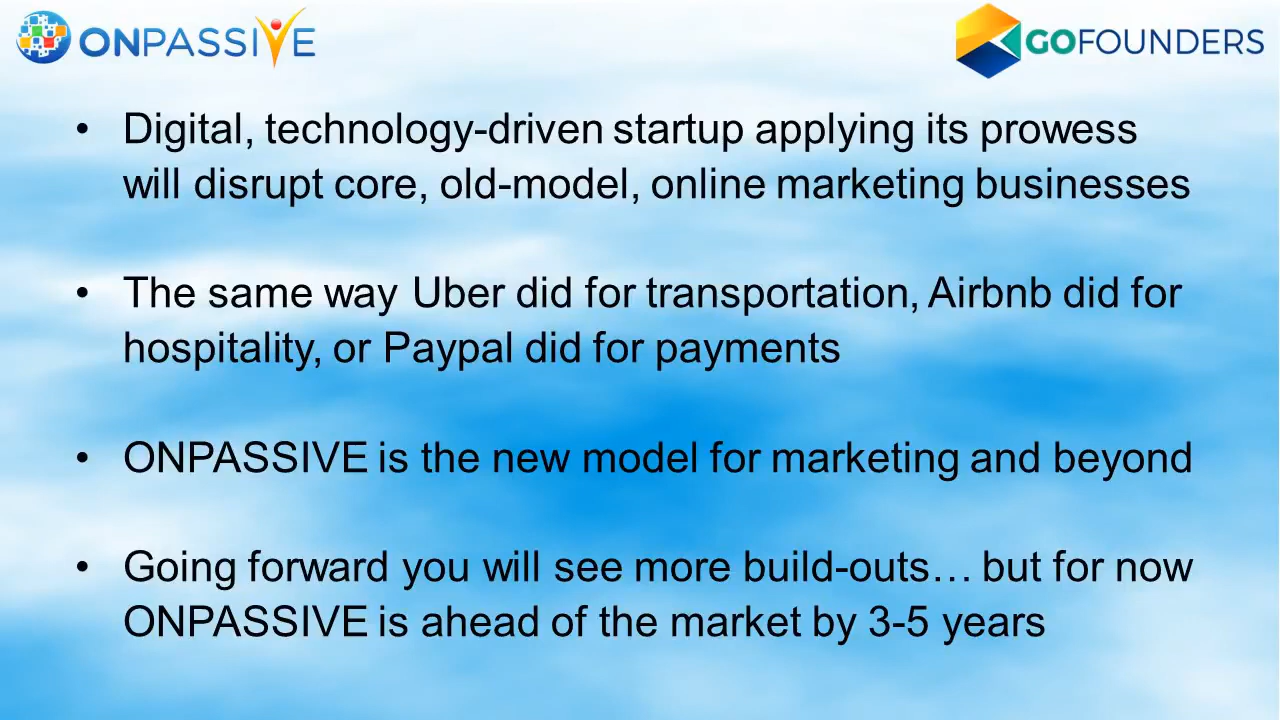 ONPASSIVE
GOFOUNDERS
• Digital, technology-driven startup applying its prowess
will disrupt core, old-model, online marketing businesses
• The same way Uber did for transportation, Airbnb did for
hospitality, or Paypal did for payments
• ONPASSIVE is the new model for marketing and beyond
• Going forward you will see more build-outs… but for now
ONPASSIVE is ahead of the market by 3-5 years